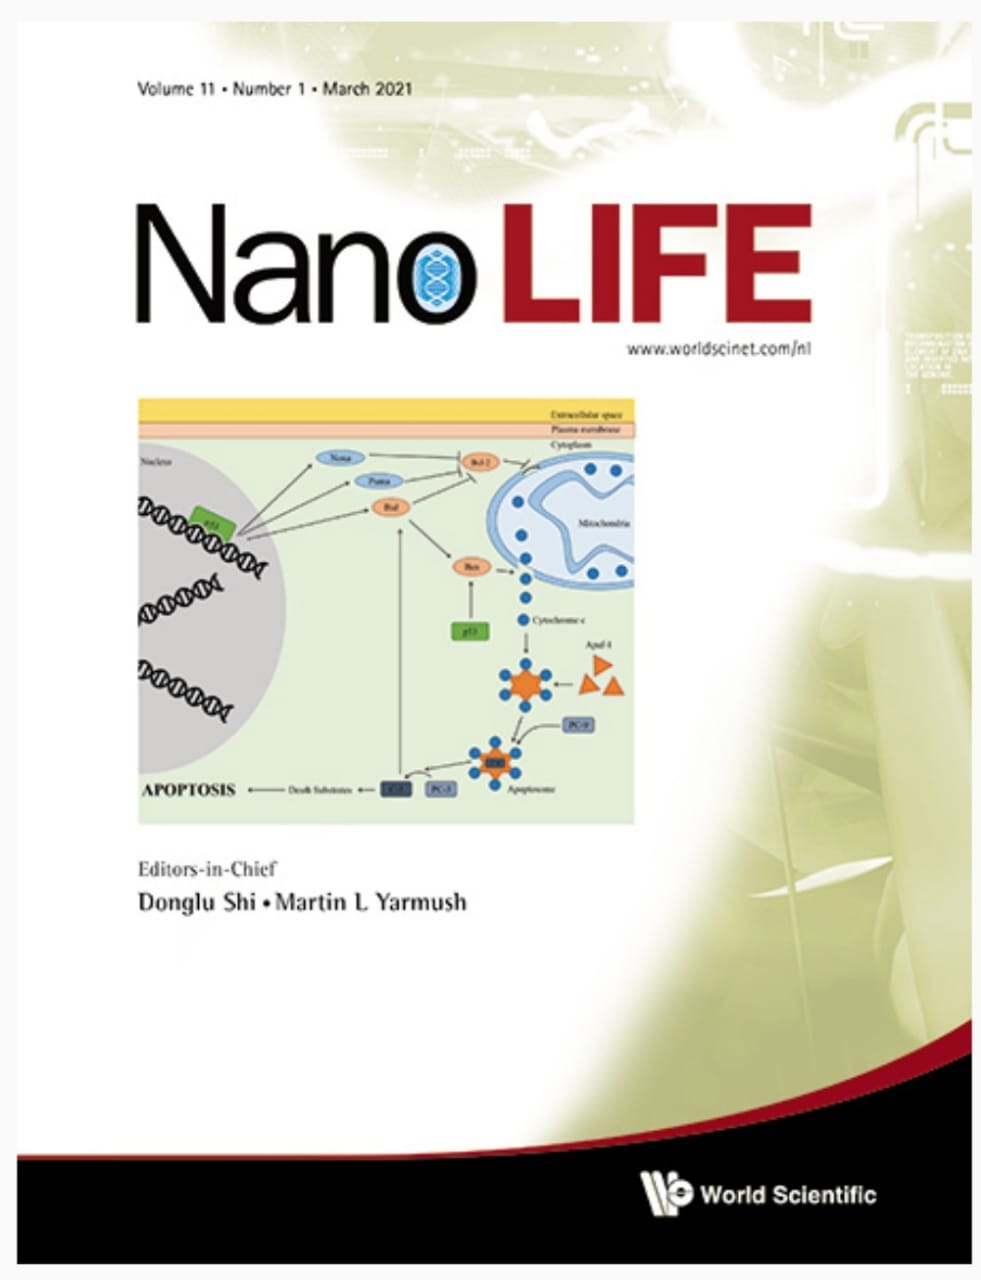 Volume 11 • Number 1 • March 2021
Nano LIFE
www.worldscinet.com/nl
Extracellular space
Plasma membrane
Cytoplasm
Nucleus
Noxa
Bcl-2
Puma
p53
Bid
Mitochondria
Bax
Cytochrome c
p53
Apaf-1
PC-9
APOPTOSIS
Death Substrates
PC-3
Apoptosome
Editors-in-Chief
Donglu Shi • Martin L Yarmush
World Scientific